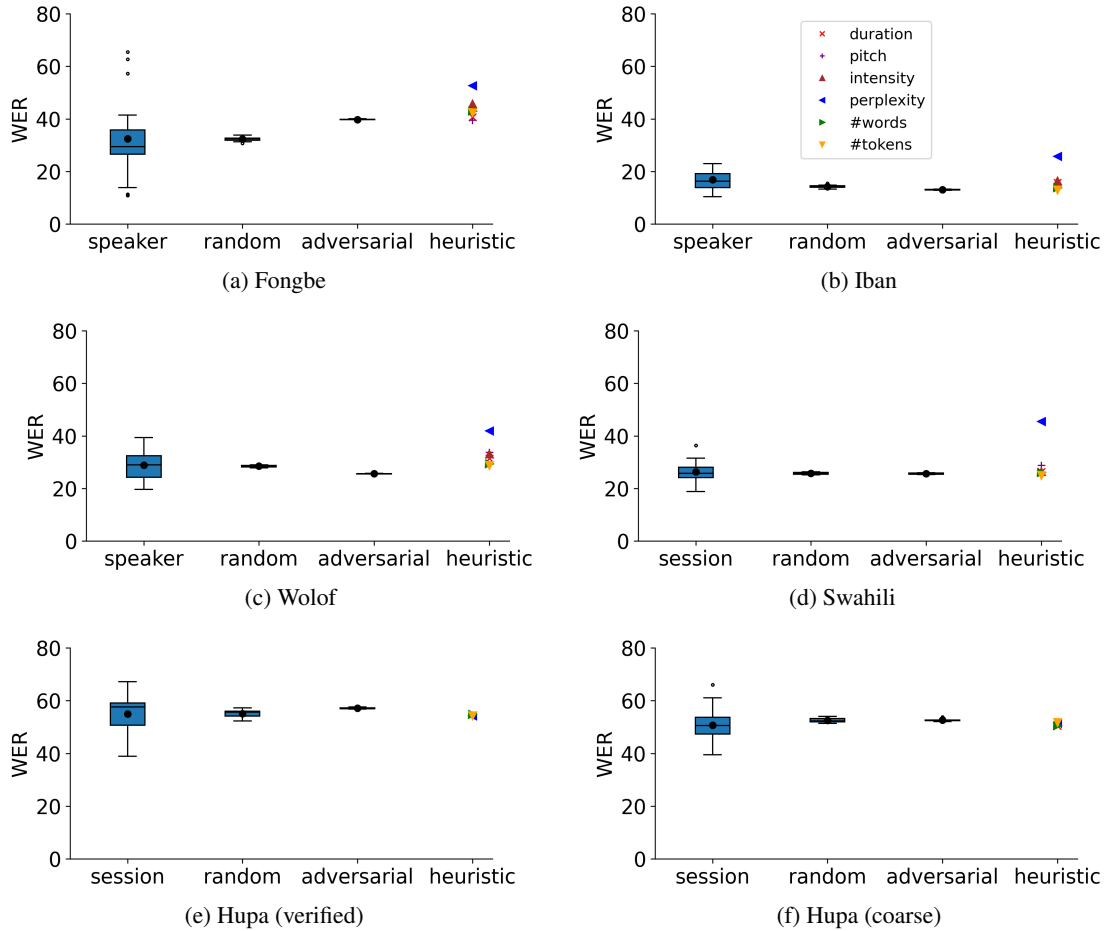 80
60
40
20
0
WER
speaker random adversarial heuristic
(a) Fongbe
80
60
40
20
0
WER
duration
pitch
intensity
perplexity
#words
#tokens
speaker random adversarial heuristic
(b) Iban
80
60
40
20
0
WER
speaker random adversarial heuristic
(c) Wolof
80
60
40
20
0
WER
session random adversarial heuristic
(d) Swahili
80
60
40
20
0
WER
session random adversarial heuristic
(e) Hupa (verified)
80
60
40
20
0
WER
session random adversarial heuristic
(f) Hupa (coarse)